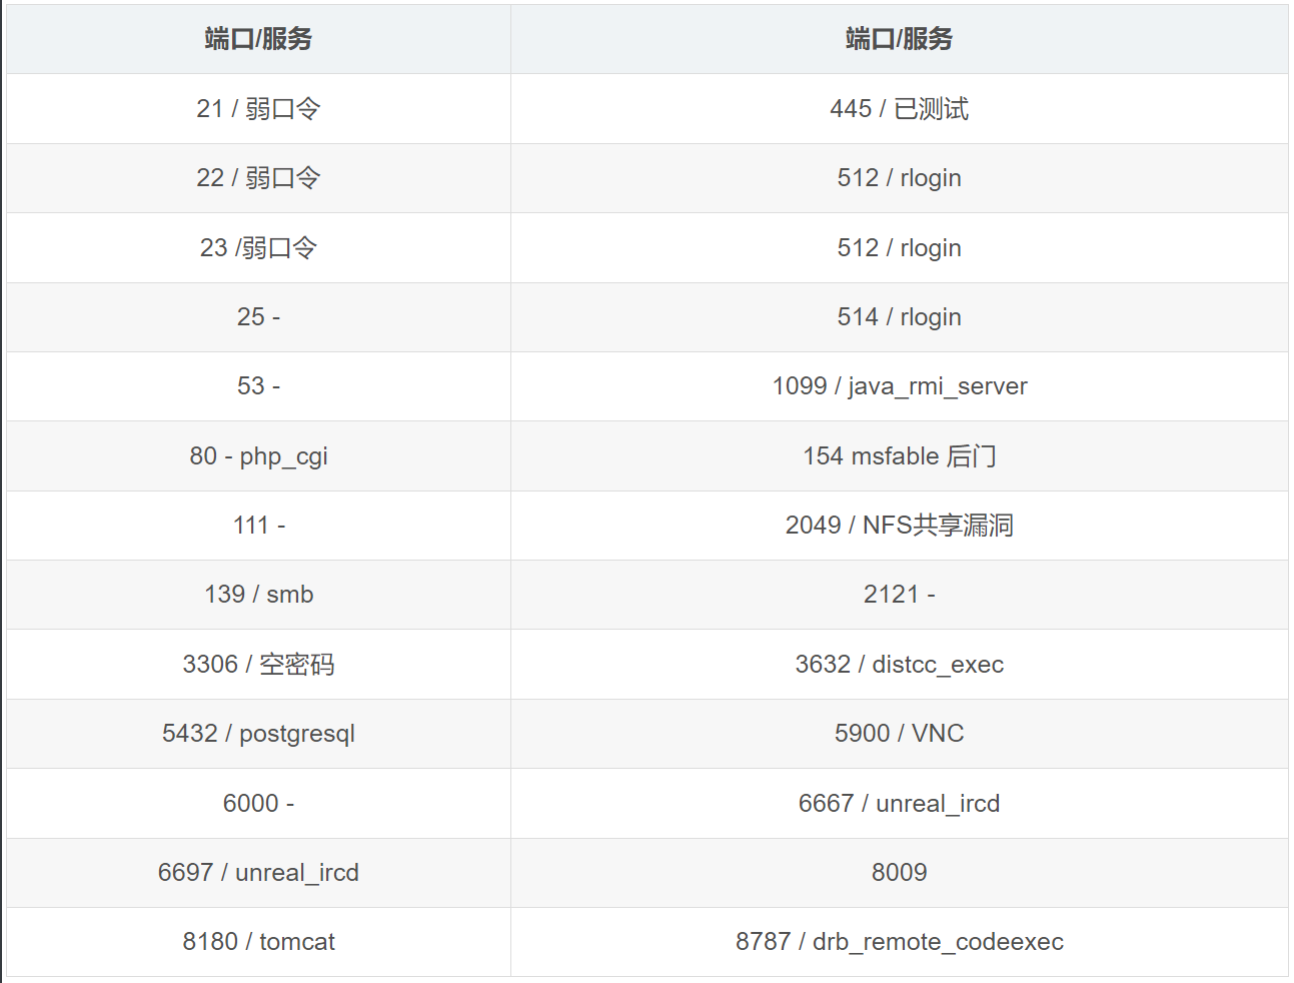 端口/服务 端口/服务
21 / 弱口令 445 / 已测试
22 / 弱口令 512 / rlogin
23 /弱口令 512 / rlogin
25 - 514 / rlogin
53 - 1099 / java_rmi_server
80 - php_cgi 154 msfable 后门
111 - 2049 / NFS共享漏洞
139 / smb 2121 -
3306 / 空密码 3632 / distcc_exec
5432 / postgresql 5900 / VNC
6000 - 6667 / unreal_ircd
6697 / unreal_ircd 8009
8180 / tomcat 8787 / drb_remote_codeexec